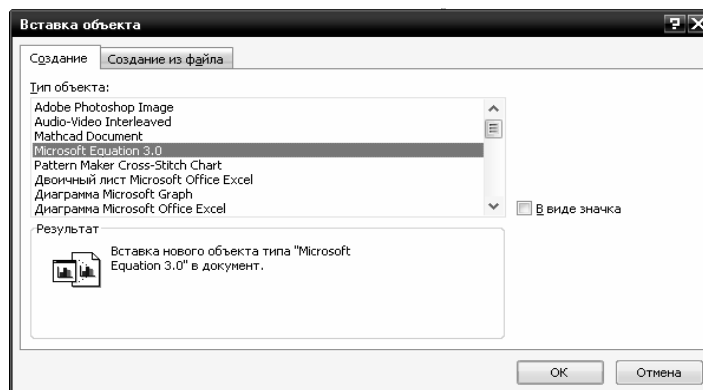 Вставка объекта
Создание
Создание из файла
Тип объекта:
Adobe Photoshop Image
Audio-Video Interleaved
Mathcad Document
Microsoft Equation 3.0
Pattern Maker Cross-Stitch Chart
Двоичный лист Microsoft Office Excel
Диаграмма Microsoft Graph
Диаграмма Microsoft Office Excel
В виде значка
Результат
Вставка нового объекта типа "Microsoft
Equation 3.0" в документ.
ОК
Отмена